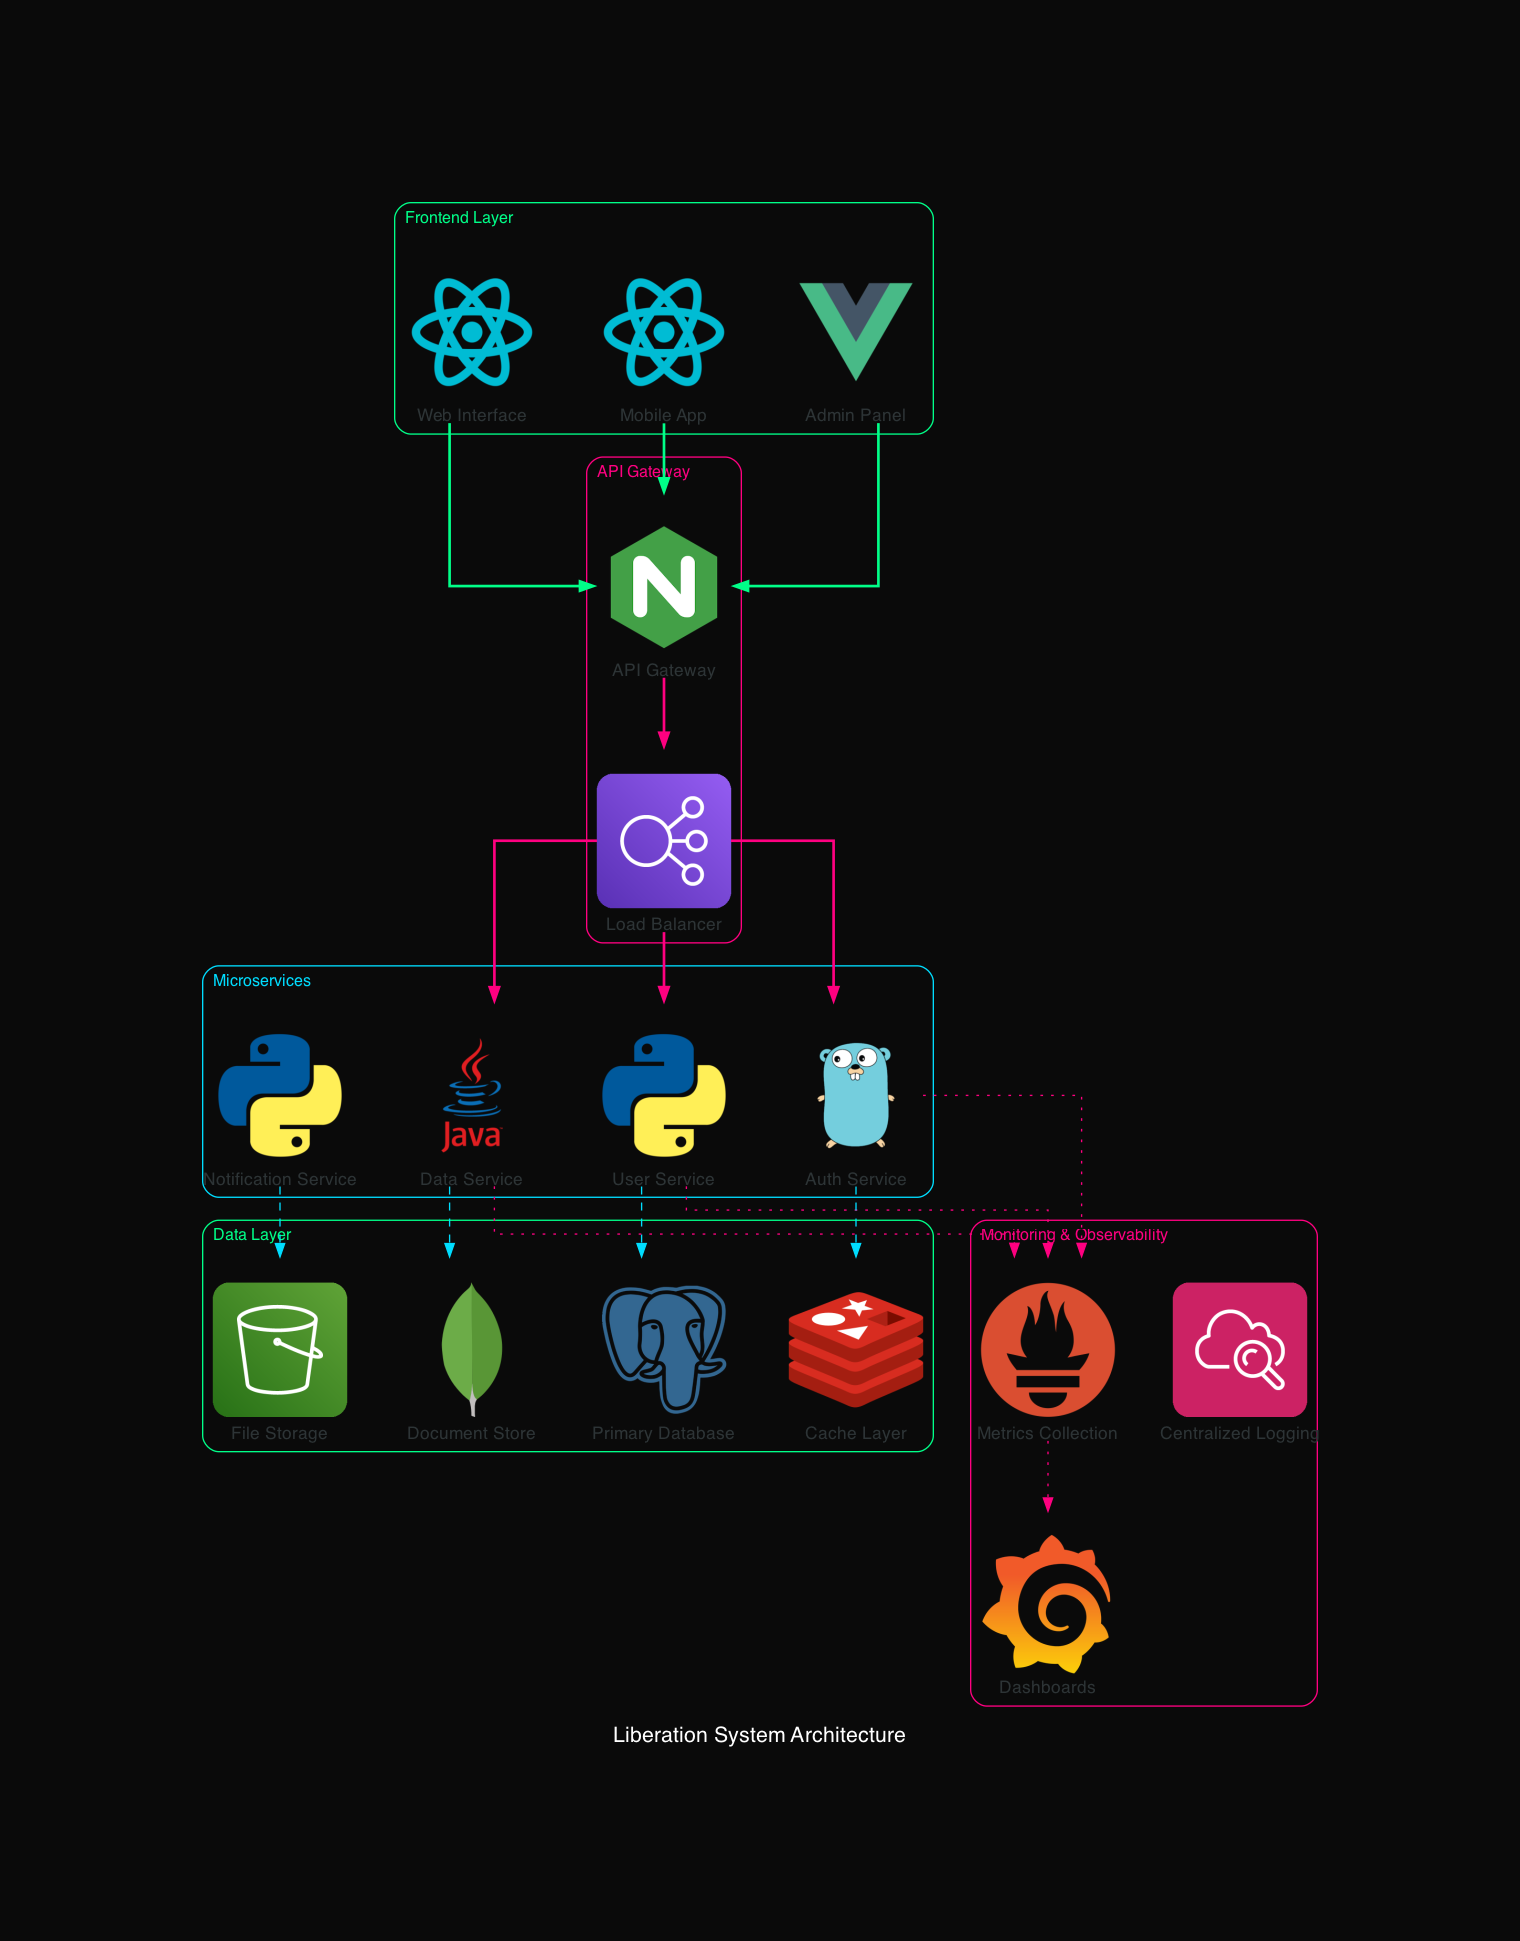 Frontend Layer
Web Interface
Mobile App
Admin Panel
API Gateway
API Gateway
Load Balancer
Microservices
Java
Notification Service
Data Service
User Service
Auth Service
Data Layer
Monitoring & Observability
File Storage
Document Store
Primary Database
Cache Layer
Metrics Collection
Centralized Logging
Dashboards
Liberation System Architecture